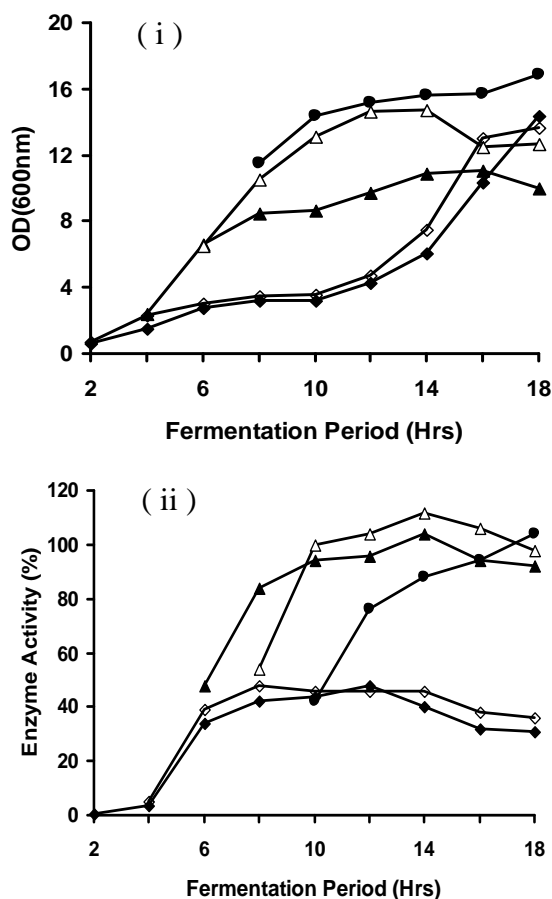 ( i )
20
16
12
8
4
0
OD(600nm)
2 6 10 14 18
Fermentation Period (Hrs)
( ii )
120
100
80
60
40
20
0
Enzyme Activity (%)
2 6 10 14 18
Fermentation Period (Hrs)